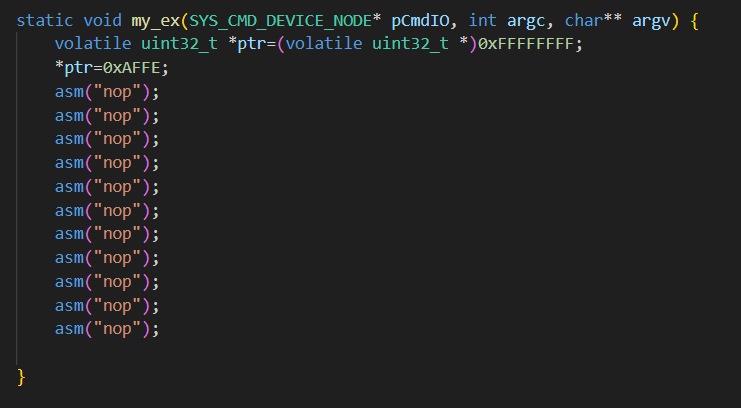 static void my_ex(SYS_CMD_DEVICE_NODE* pCmdIO, int argc, char** argv) {
    volatile uint32_t *ptr=(volatile uint32_t *)0xFFFFFFFF;
    *ptr=0xAFFE;
    asm("nop");
    asm("nop");
    asm("nop");
    asm("nop");
    asm("nop");
    asm("nop");
    asm("nop");
    asm("nop");
    asm("nop");
    asm("nop");
    asm("nop");
}